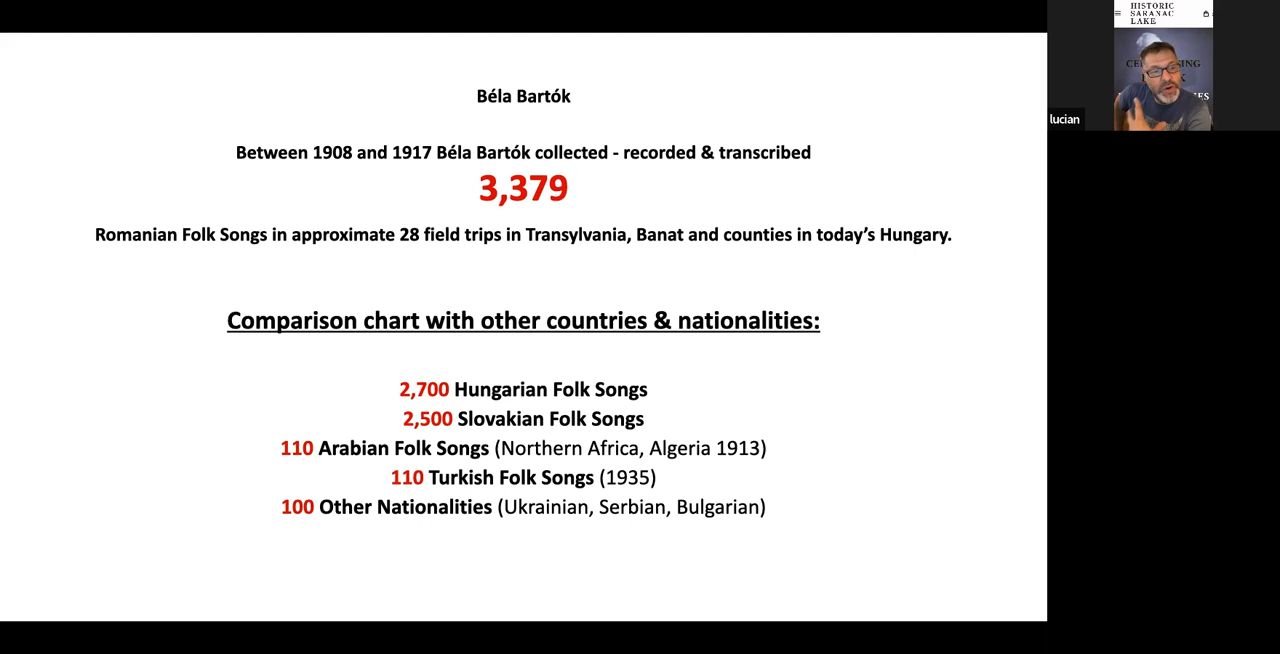 Béla Bartók
Between 1908 and 1917 Béla Bartók collected - recorded & transcribed
3,379
Romanian Folk Songs in approximate 28 field trips in Transylvania, Banat and counties in today’s Hungary.
Comparison chart with other countries & nationalities:
2,700 Hungarian Folk Songs
2,500 Slovakian Folk Songs
110 Arabian Folk Songs (Northern Africa, Algeria 1913)
110 Turkish Folk Songs (1935)
100 Other Nationalities (Ukrainian, Serbian, Bulgarian)
HISTORIC
SARANAC
LAKE
lucian